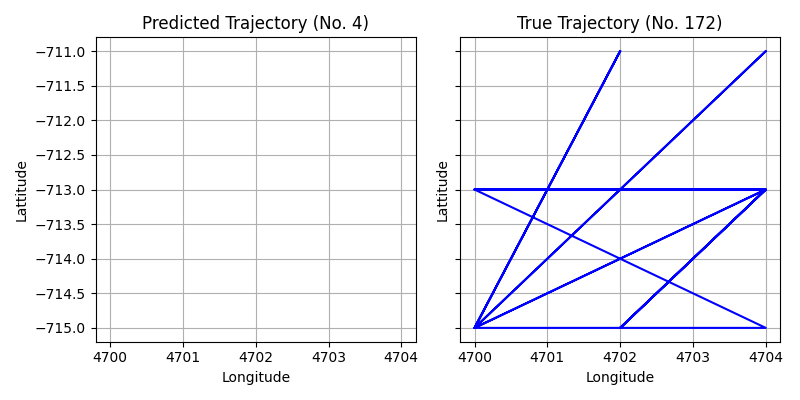 Predicted Trajectory (No. 4)
True Trajectory (No. 172)
−711.0
−711.5
−712.0
−712.5
−713.0
−713.5
−714.0
−714.5
−715.0
Lattitude
Lattitude
4700 4701 4702 4703 4704
4700 4701 4702 4703 4704
Longitude
Longitude